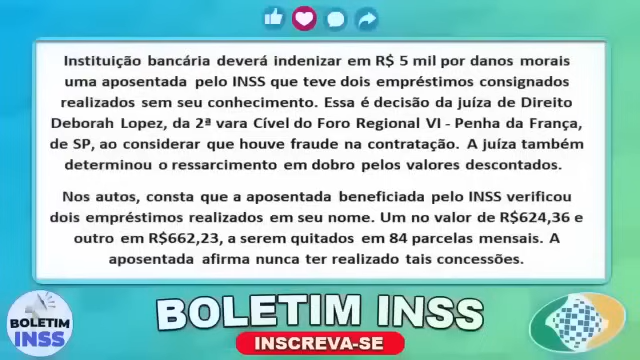 Instituição bancária deverá indenizar em R$ 5 mil por danos morais
uma aposentada pelo INSS que teve dois empréstimos consignados
realizados sem seu conhecimento. Essa é decisão da juíza de Direito
Deborah Lopez, da 2ª vara Cível do Foro Regional VI - Penha da França,
de SP, ao considerar que houve fraude na contratação. A juíza também
determinou o ressarcimento em dobro pelos valores descontados.
Nos autos, consta que a aposentada beneficiada pelo INSS verificou
dois empréstimos realizados em seu nome. Um no valor de R$624,36 e
outro em R$662,23, a serem quitados em 84 parcelas mensais. A
aposentada afirma nunca ter realizado tais concessões.
BOLETIM
INSS
BOLETIM INSS
INSCREVA-SE